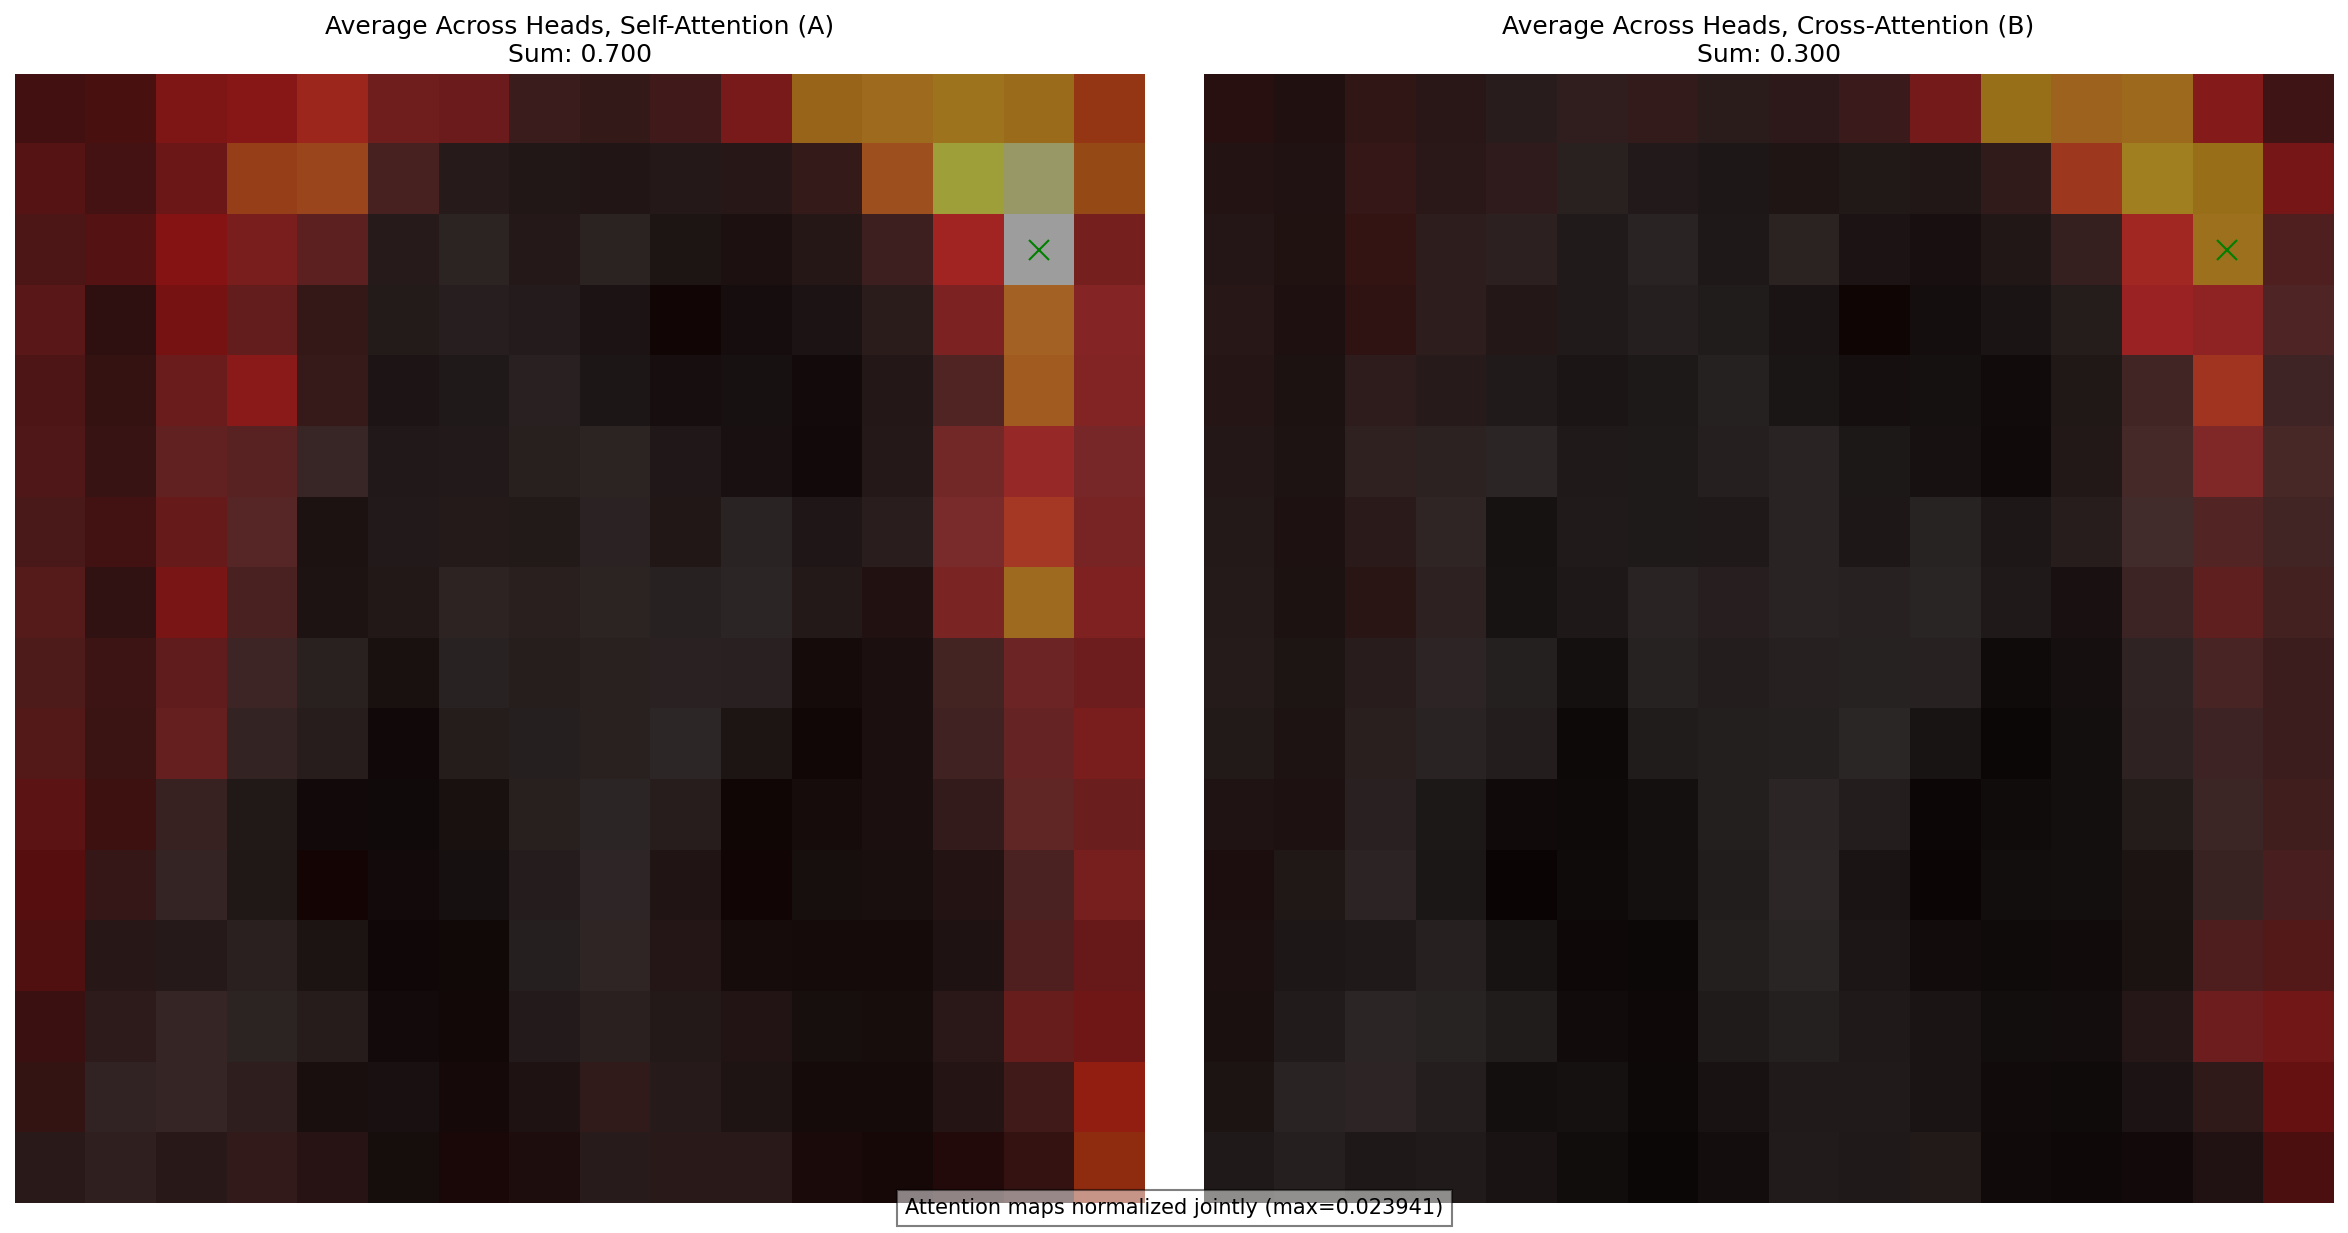 Average Across Heads, Self-Attention (A)
Sum: 0.700
Average Across Heads, Cross-Attention (B)
Sum: 0.300
Attention maps normalized jointly (max=0.023941)